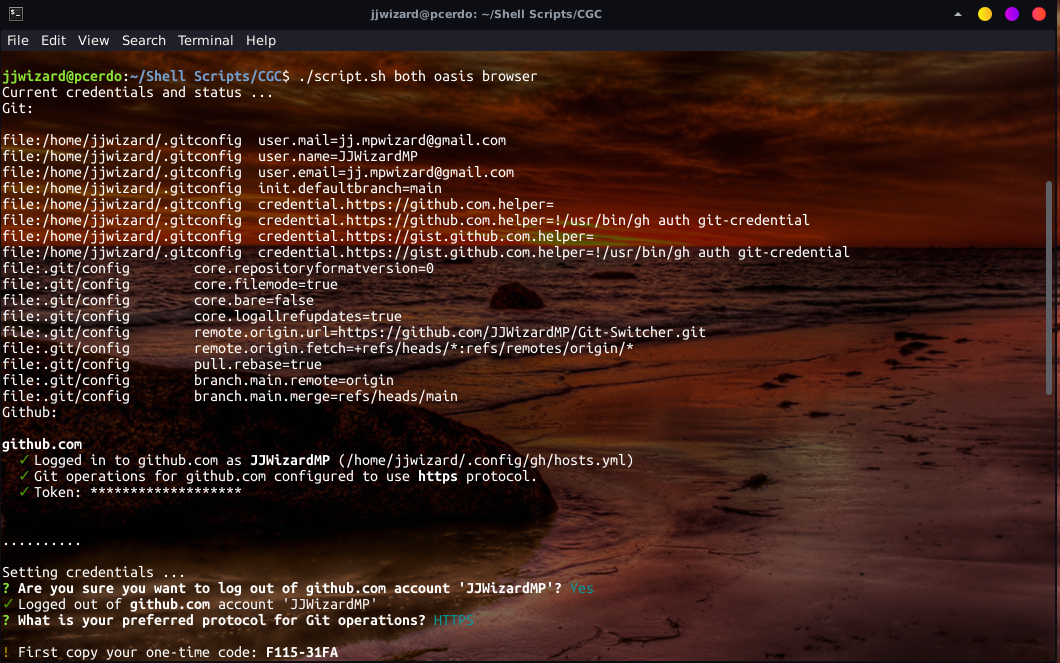 jjwizard@pcerdo: ~/Shell Scripts/CGC
File Edit View Search Terminal Help
jjwizard@pcerdo:~/Shell Scripts/CGC$ ./script.sh both oasis browser
Current credentials and status ...
Git:
file:/home/jjwizard/.gitconfig user.mail=jj.mpwizard@gmail.com
file:/home/jjwizard/.gitconfig user.name=JJWizardMP
file:/home/jjwizard/.gitconfig user.email=jj.mpwizard@gmail.com
file:/home/jjwizard/.gitconfig init.defaultbranch=main
file:/home/jjwizard/.gitconfig credential.https://github.com.helper=
file:/home/jjwizard/.gitconfig credential.https://github.com.helper=!/usr/bin/gh auth git-credential
file:/home/jjwizard/.gitconfig credential.https://gist.github.com.helper=
file:/home/jjwizard/.gitconfig credential.https://gist.github.com.helper=!/usr/bin/gh auth git-credential
file:.git/config core.repositoryformatversion=0
file:.git/config core.filemode=true
file:.git/config core.bare=false
file:.git/config core.logallrefupdates=true
file:.git/config remote.origin.url=https://github.com/JJWizardMP/Git-Switcher.git
file:.git/config remote.origin.fetch=+refs/heads/*:refs/remotes/origin/*
file:.git/config pull.rebase=true
file:.git/config branch.main.remote=origin
file:.git/config branch.main.merge=refs/heads/main
Github:
github.com
✓ Logged in to github.com as JJWizardMP (/home/jjwizard/.config/gh/hosts.yml)
✓ Git operations for github.com configured to use https protocol.
✓ Token: *******************
..........
Setting credentials ...
? Are you sure you want to log out of github.com account 'JJWizardMP'? Yes
✓ Logged out of github.com account 'JJWizardMP'
? What is your preferred protocol for Git operations? HTTPS
! First copy your one-time code: F115-31FA